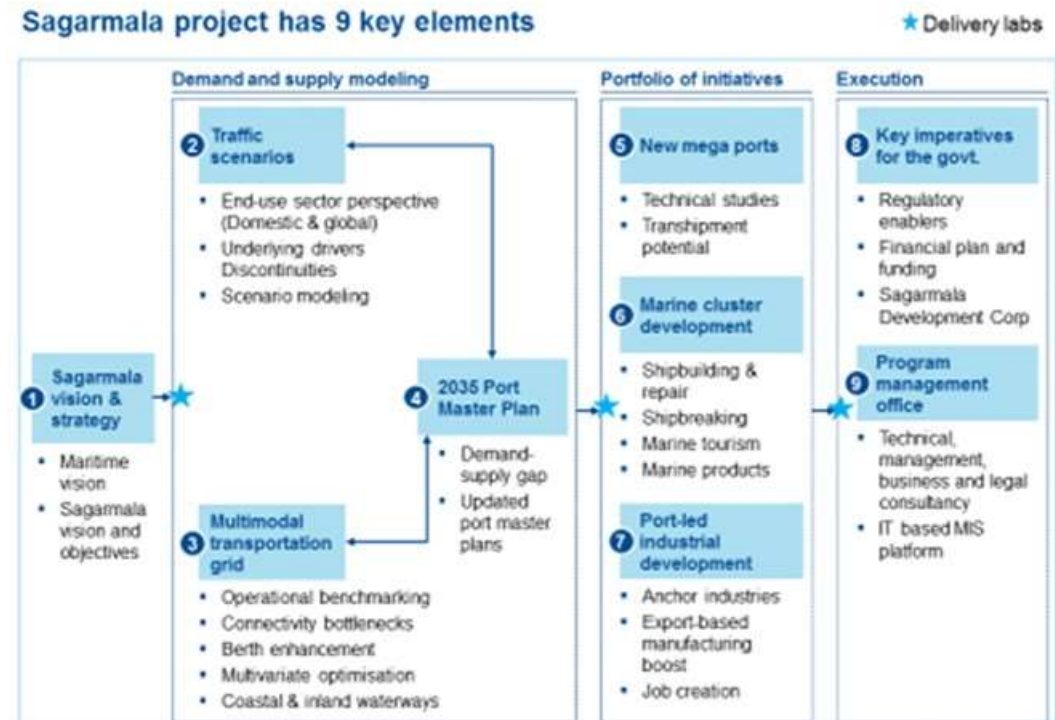 Sagarmala project has 9 key elements
★ Delivery labs
Demand and supply modeling
Portfolio of initiatives
Execution
1
Sagarmala
vision &
strategy
• Maritime
vision
• Sagarmala
vision and
objectives
2
Traffic
scenarios
• End-use sector perspective
(Domestic & global)
• Underlying drivers
Discontinuities
• Scenario modeling
3
Multimodal
transportation
grid
• Operational benchmarking
• Connectivity bottlenecks
• Berth enhancement
• Multivariate optimisation
• Coastal & inland waterways
4
2035 Port
Master Plan
• Demand-
supply gap
• Updated
port master
plans
5
New mega ports
• Technical studies
• Transhipment
potential
6
Marine cluster
development
• Shipbuilding &
repair
• Shipbreaking
• Marine tourism
• Marine products
7
Port-led
industrial
development
• Anchor industries
• Export-based
manufacturing
boost
• Job creation
8
Key imperatives
for the govt.
• Regulatory
enablers
• Financial plan and
funding
• Sagarmala
Development Corp
9
Program
management
office
• Technical,
management,
business and legal
consultancy
• IT based MIS
platform